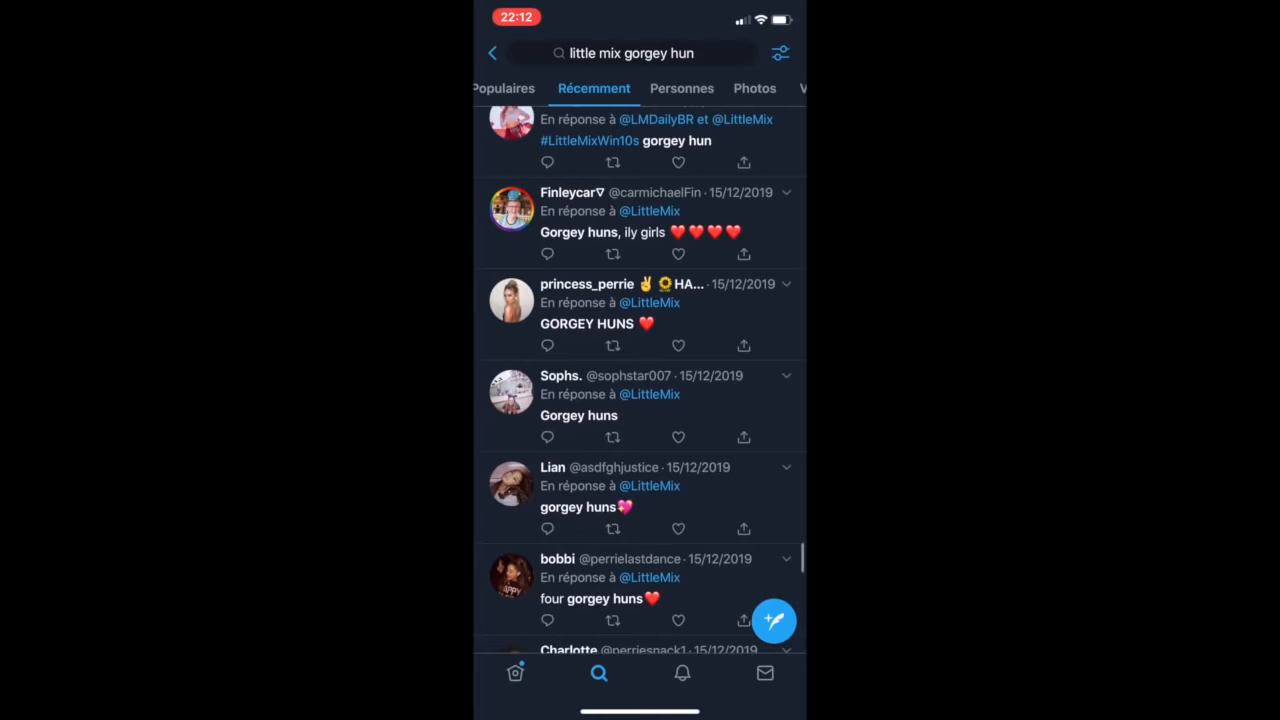 22:12
little mix gorgey hun
Populaires Récemment Personnes Photos V
En réponse à @LMDailyBR et @LittleMix
#LittleMixWin10s gorgey hun
Finleycar∇ @carmichaelFin · 15/12/2019
En réponse à @LittleMix
Gorgey huns, ily girls ❤️❤️❤️❤️
princess_perrie ✌️ 🌻HA... · 15/12/2019
En réponse à @LittleMix
GORGEY HUNS ❤️
Sophs. @sophstar007 · 15/12/2019
En réponse à @LittleMix
Gorgey huns
Lian @asdfghjustice · 15/12/2019
En réponse à @LittleMix
gorgey huns💖
bobbi @perrielastdance · 15/12/2019
En réponse à @LittleMix
four gorgey huns❤️
Charlotte @perriesnack1 · 15/12/2019